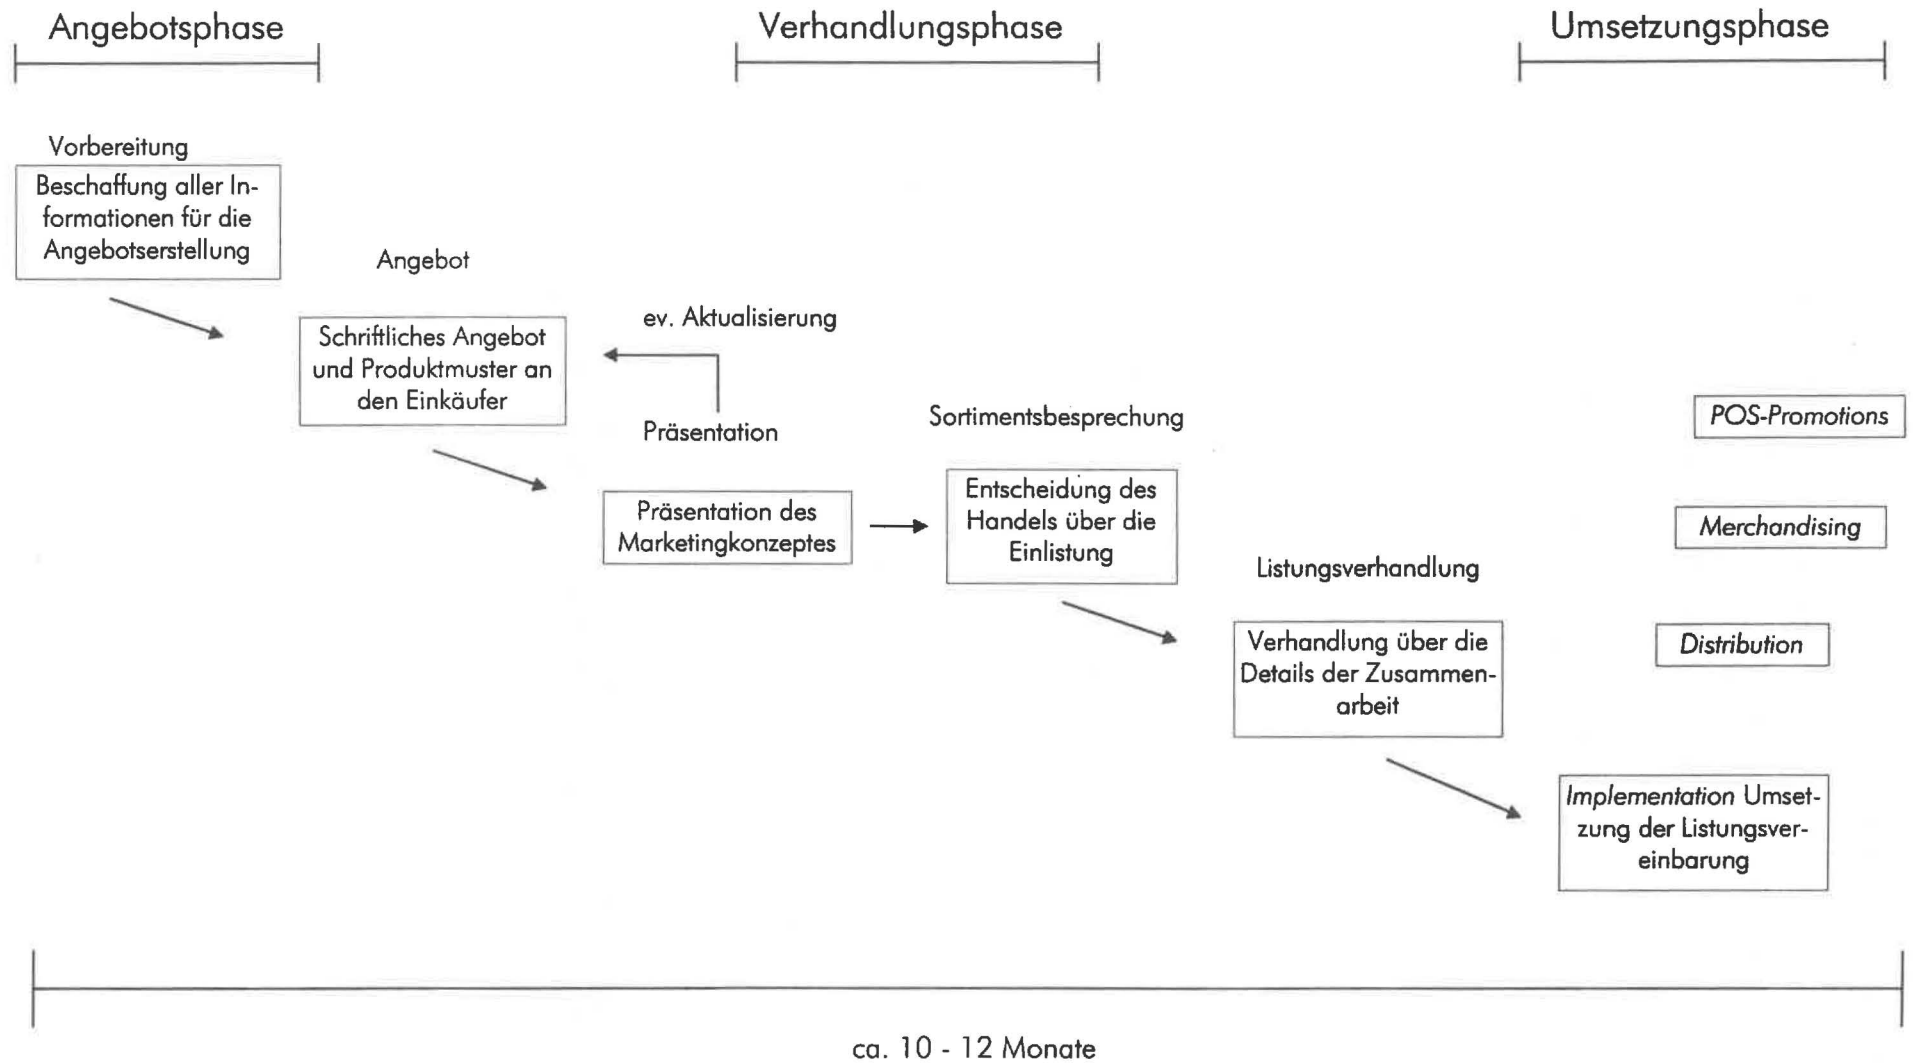 Angebotsphase
Verhandlungsphase
Umsetzungsphase
Vorbereitung
Beschaffung aller In-
formationen für die
Angebotserstellung
Angebot
Schriftliches Angebot
und Produktmuster an
den Einkäufer
ev. Aktualisierung
Präsentation
Präsentation des
Marketingkonzeptes
Sortimentsbesprechung
Entscheidung des
Handels über die
Einlistung
Listungsverhandlung
Verhandlung über die
Details der Zusammen-
arbeit
POS-Promotions
Merchandising
Distribution
Implementation Umset-
zung der Listungsver-
einbarung
ca. 10 - 12 Monate